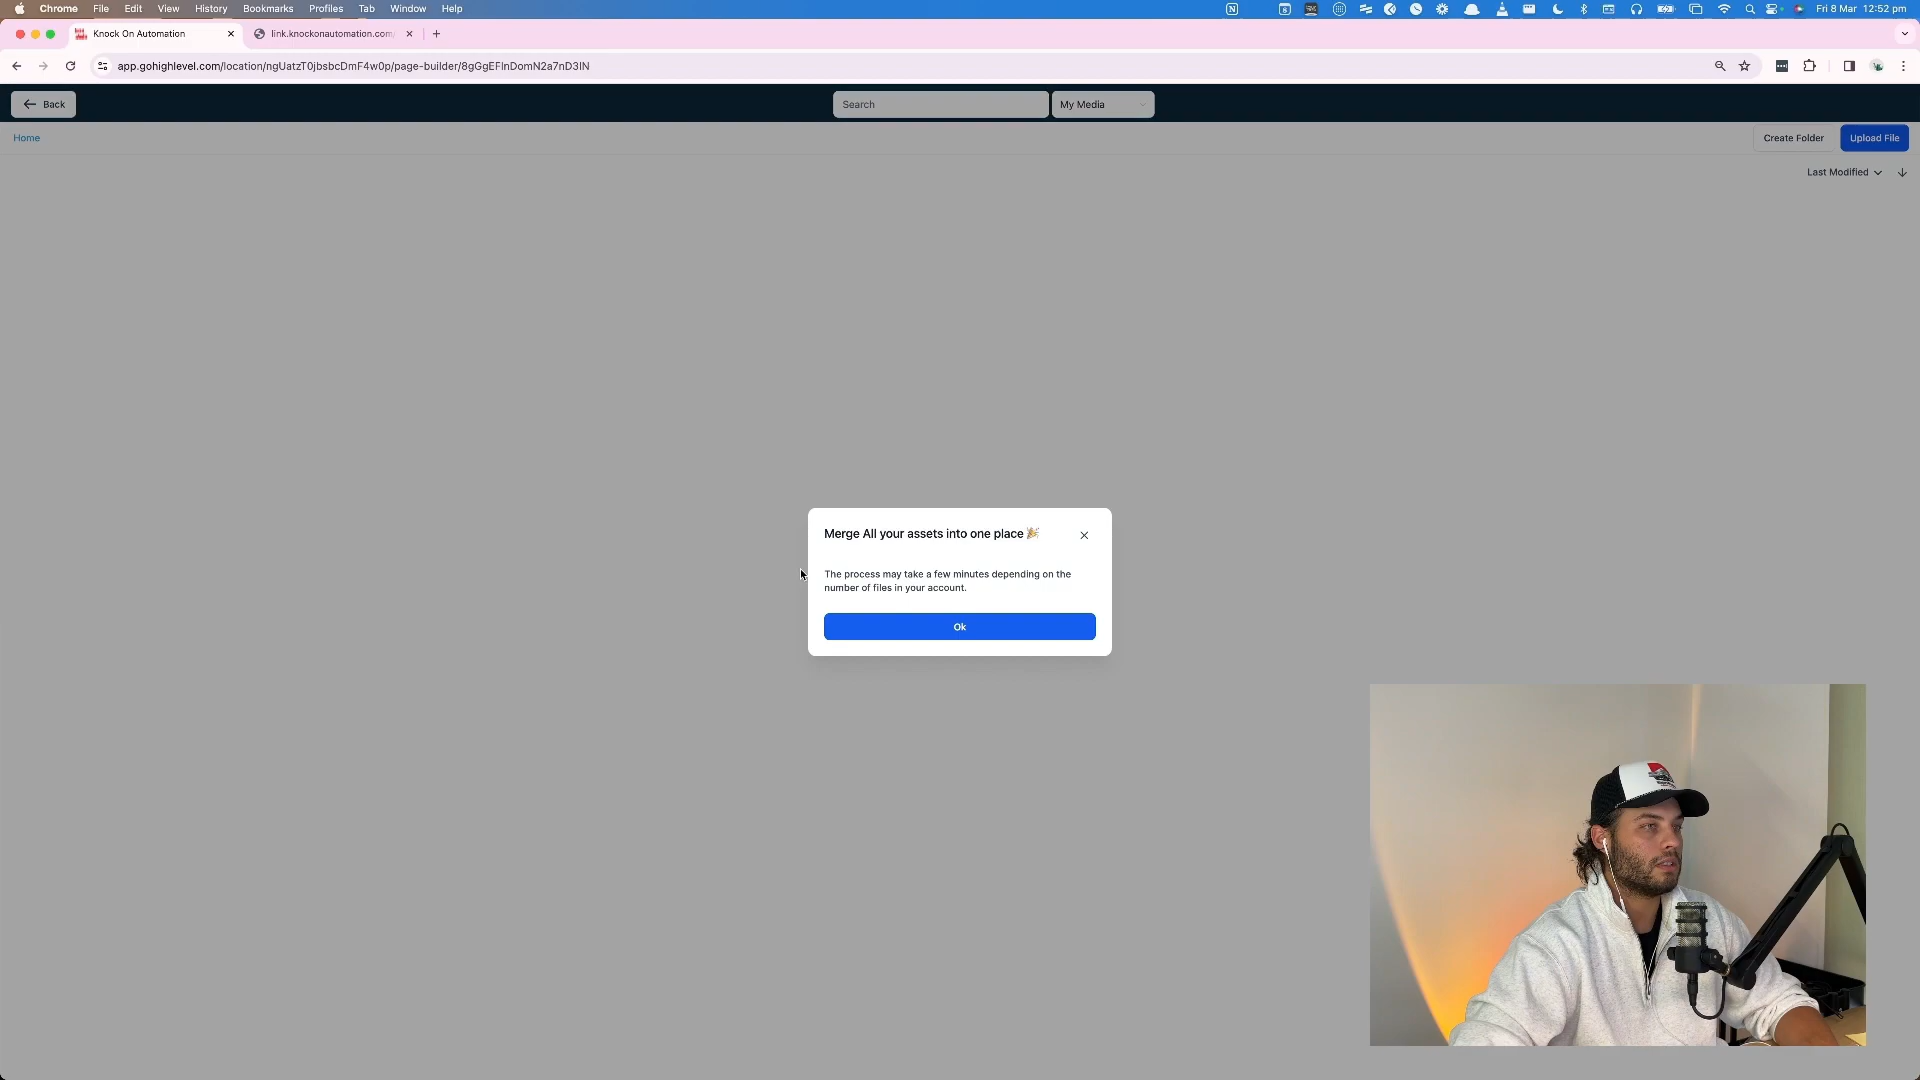 Chrome File Edit View History Bookmarks Profiles Tab Window Help Fri 8 Mar 12:52 pm
Knock On Automation link.knockonautomation.com/
app.gohighlevel.com/location/ngUatzT0jbsbcDmF4w0p/page-builder/8gGgEFInDomN2a7nD3IN
Back Search My Media
Home Create Folder Upload File
Last Modified
Merge All your assets into one place 🎉
The process may take a few minutes depending on the
number of files in your account.
Ok